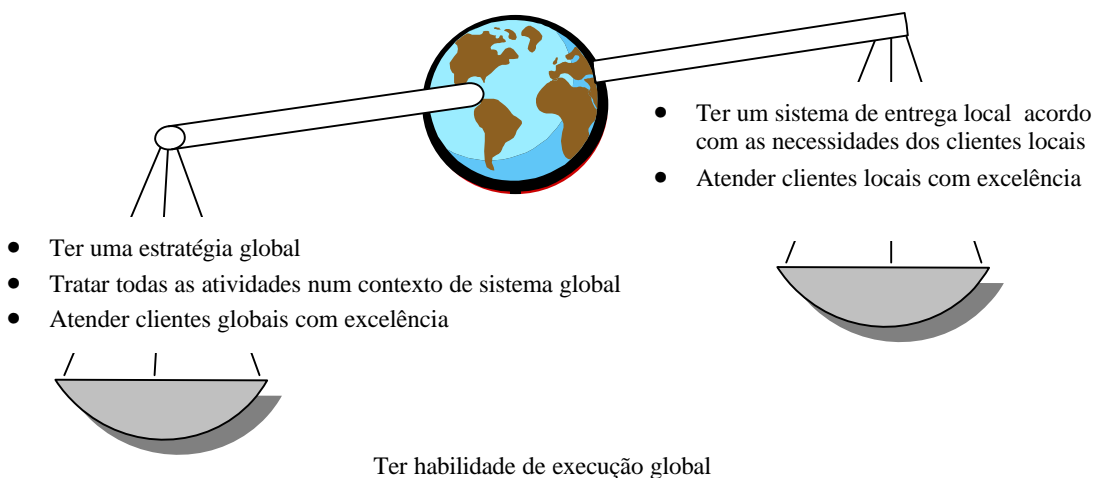 • Ter um sistema de entrega local acordo
com as necessidades dos clientes locais
• Atender clientes locais com excelência
• Ter uma estratégia global
• Tratar todas as atividades num contexto de sistema global
• Atender clientes globais com excelência
Ter habilidade de execução global